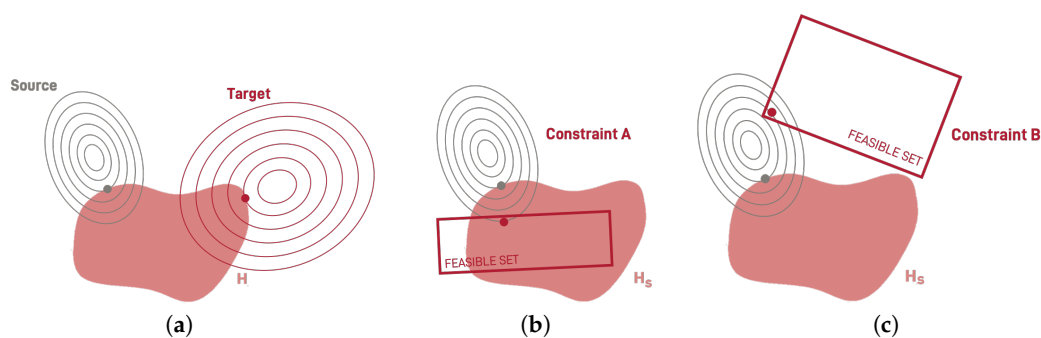 Source
Target
H
(a)
Constraint A
FEASIBLE SET
Hs
(b)
Constraint B
FEASIBLE SET
Hs
(c)